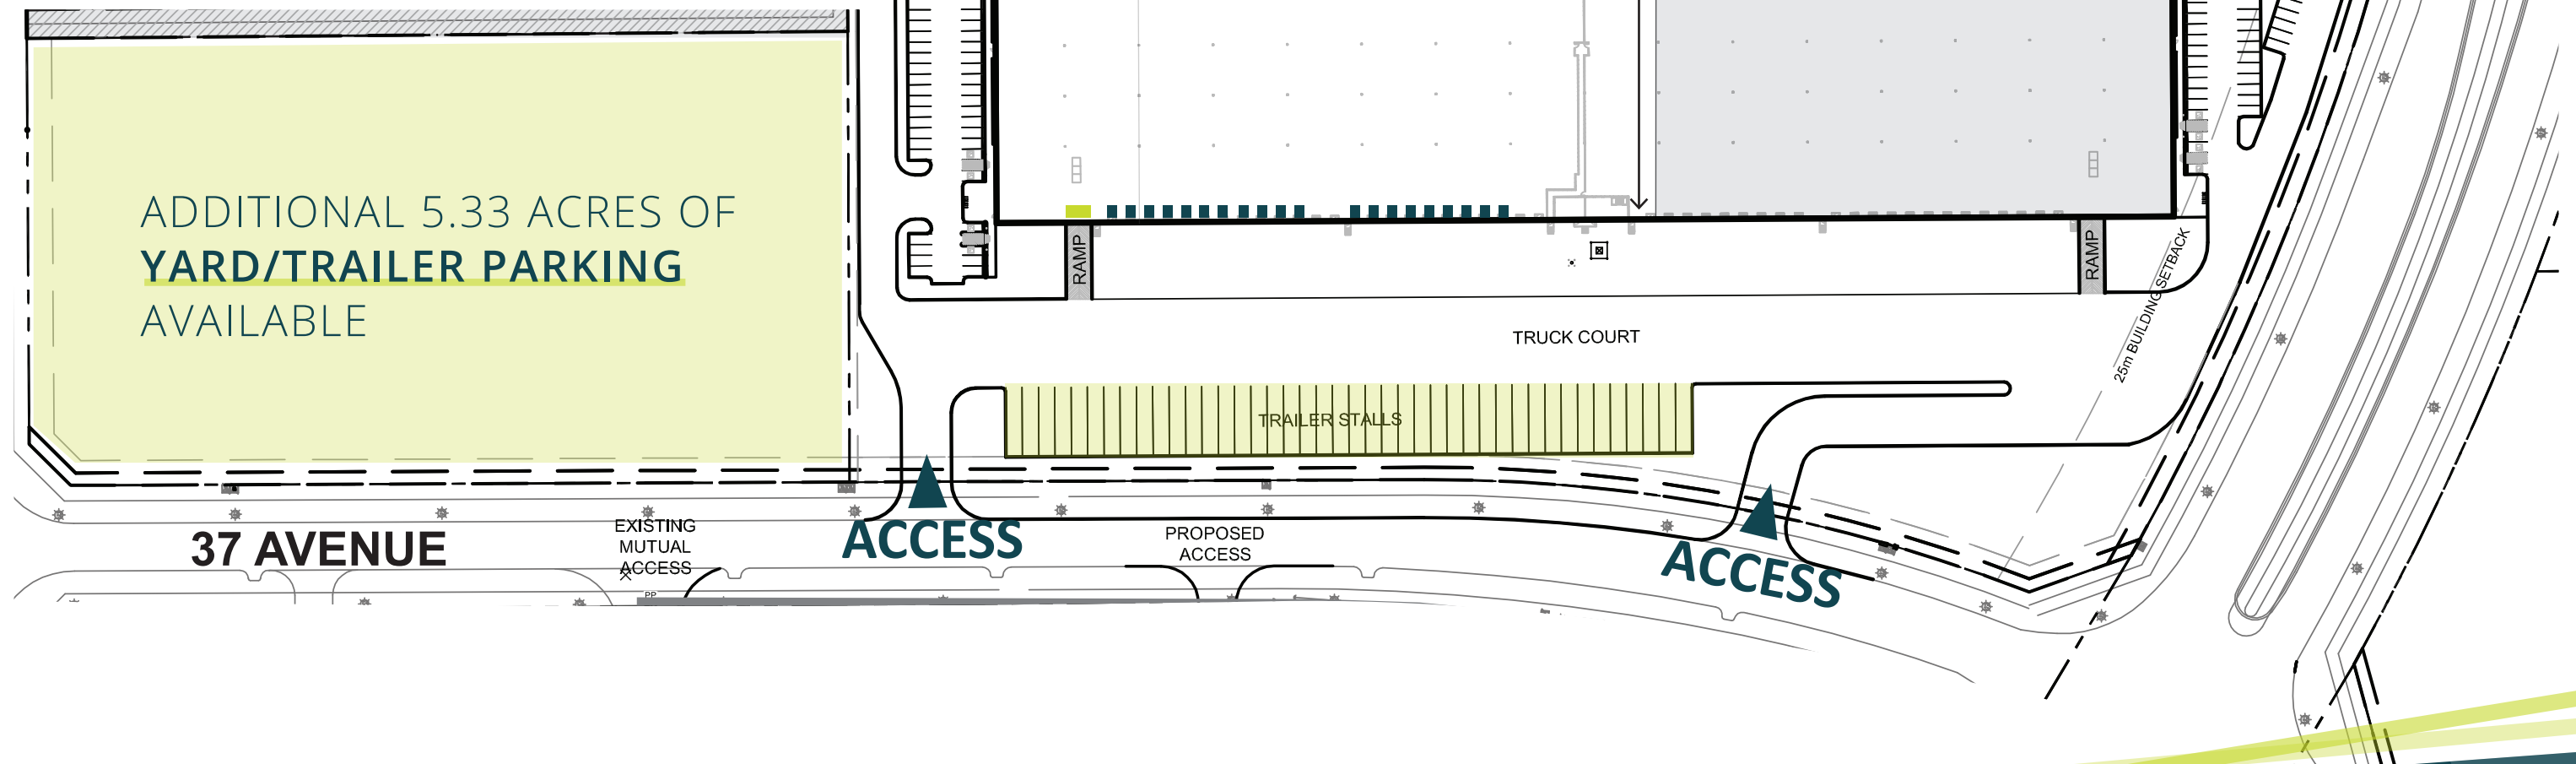 ADDITIONAL 5.33 ACRES OF
YARD/TRAILER PARKING
AVAILABLE
RAMP
RAMP
25m BUILDING SETBACK
TRUCK COURT
TRAILER STALLS
37 AVENUE
EXISTING
MUTUAL
ACCESS
ACCESS
PROPOSED
ACCESS
ACCESS
PP